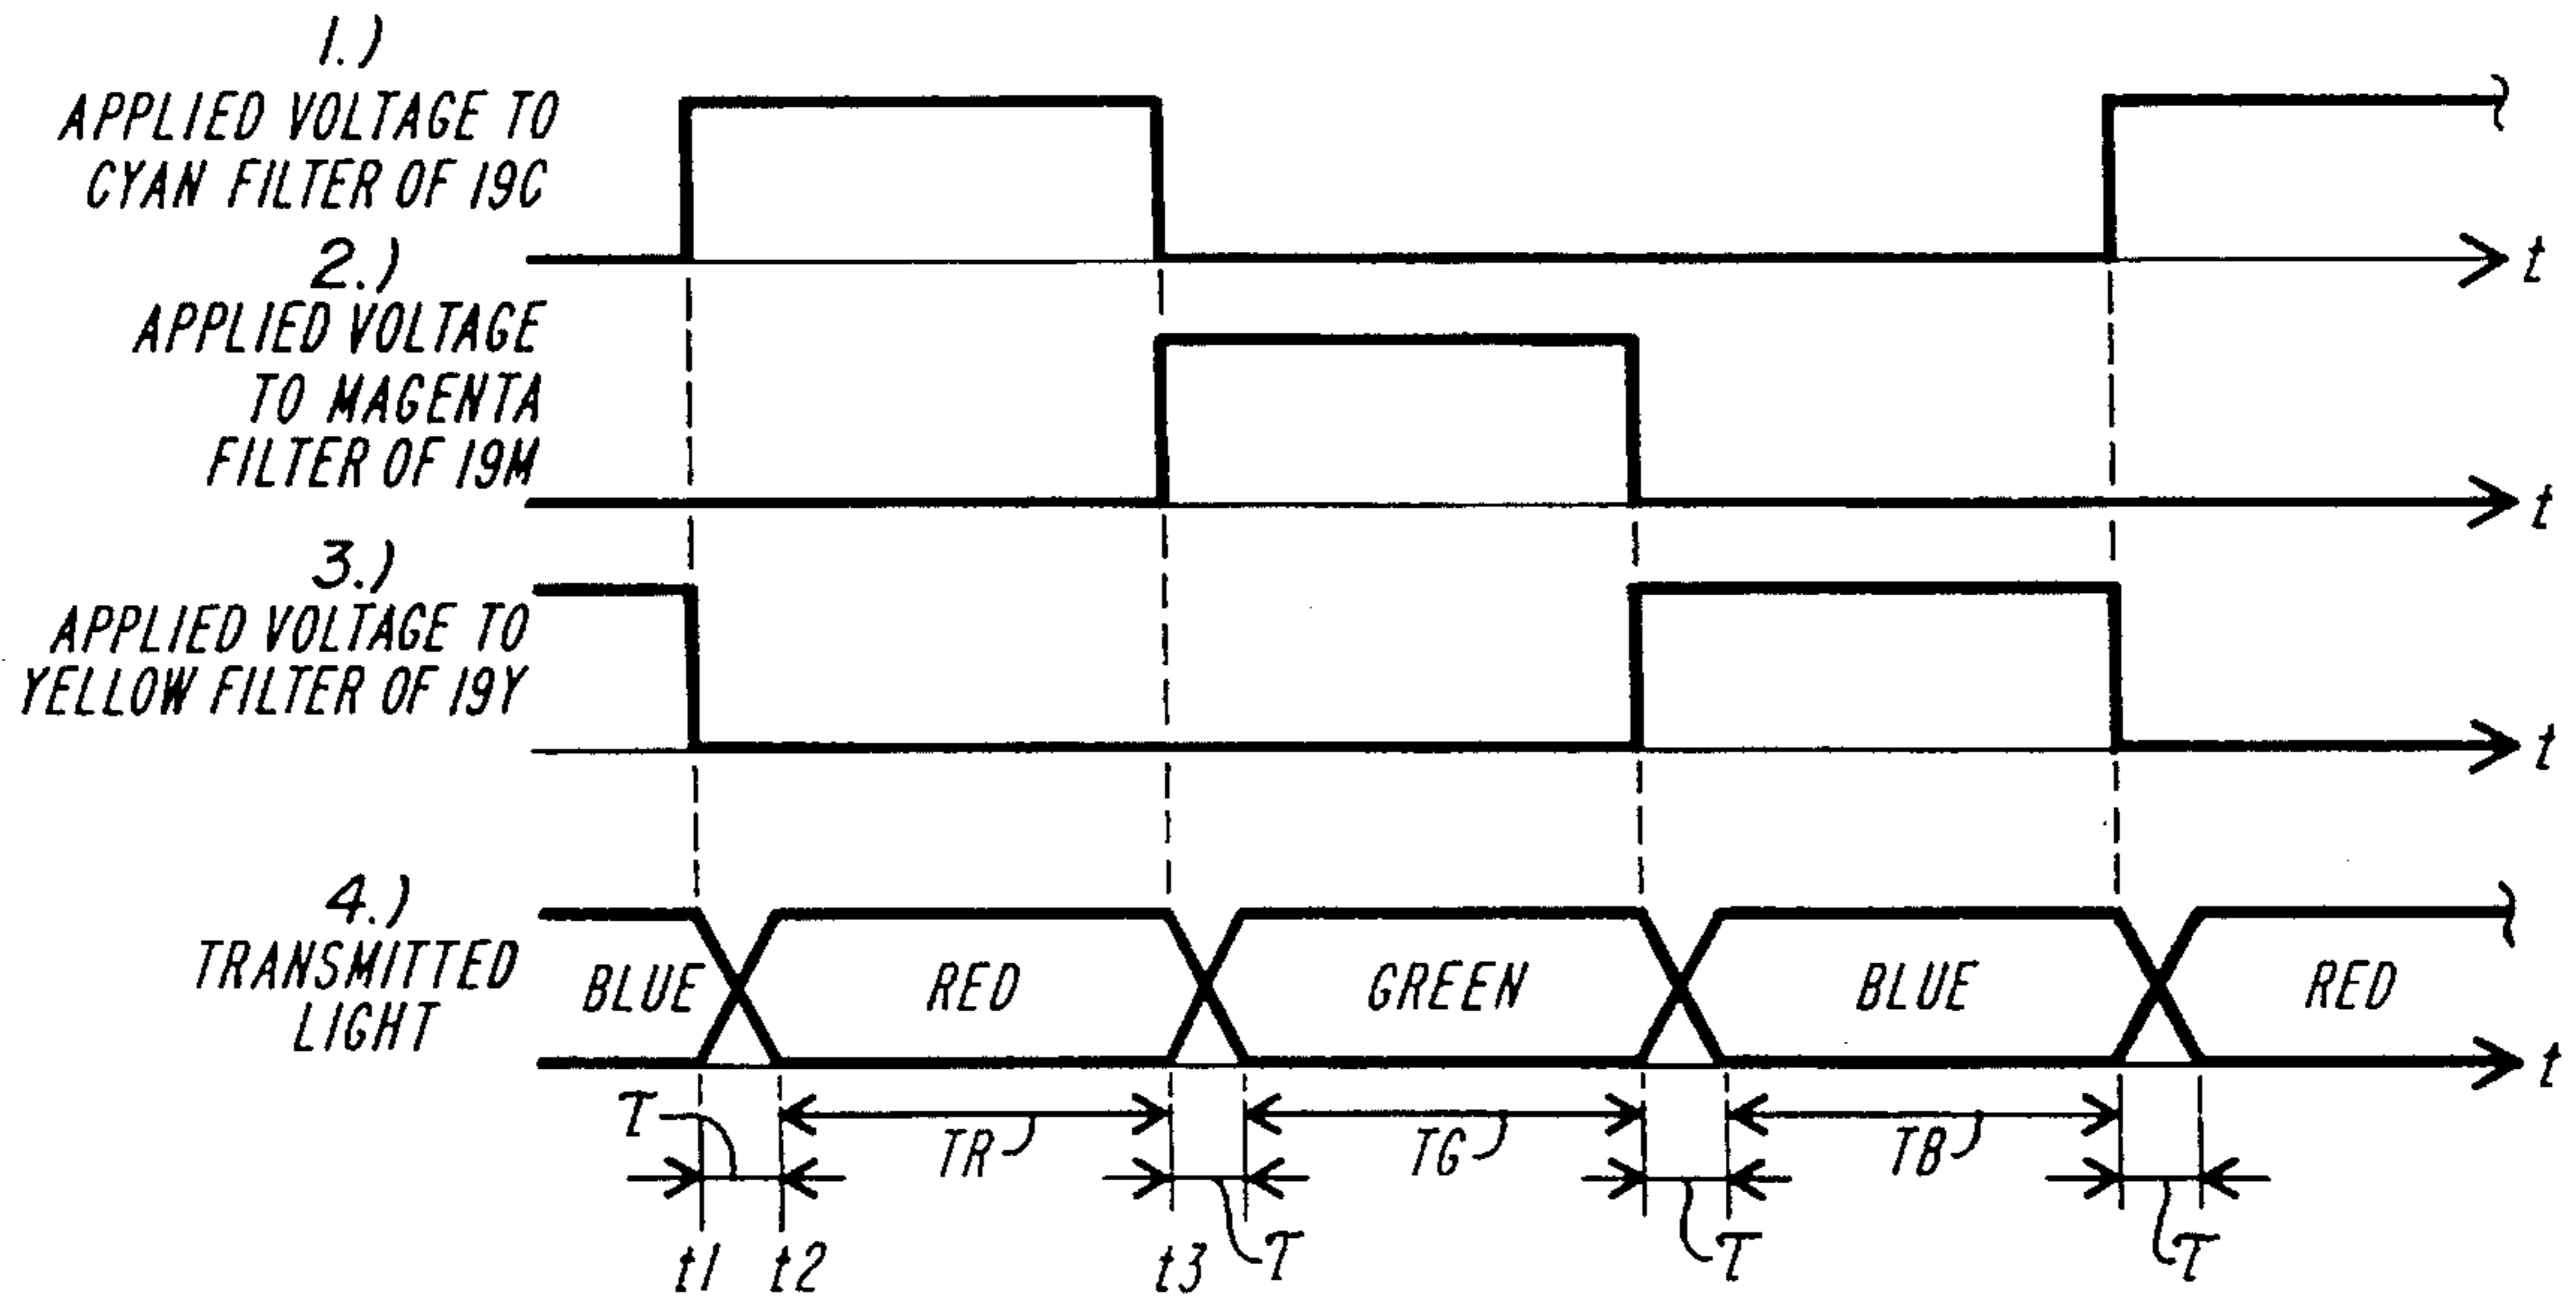 1.)
APPLIED VOLTAGE TO
CYAN FILTER OF 19C
t
2.)
APPLIED VOLTAGE
TO MAGENTA
FILTER OF 19M
t
3.)
APPLIED VOLTAGE TO
YELLOW FILTER OF 19Y
t
4.)
TRANSMITTED
LIGHT
BLUE RED GREEN BLUE RED
t
τ TR TG TB
t1 t2 t3 τ τ τ